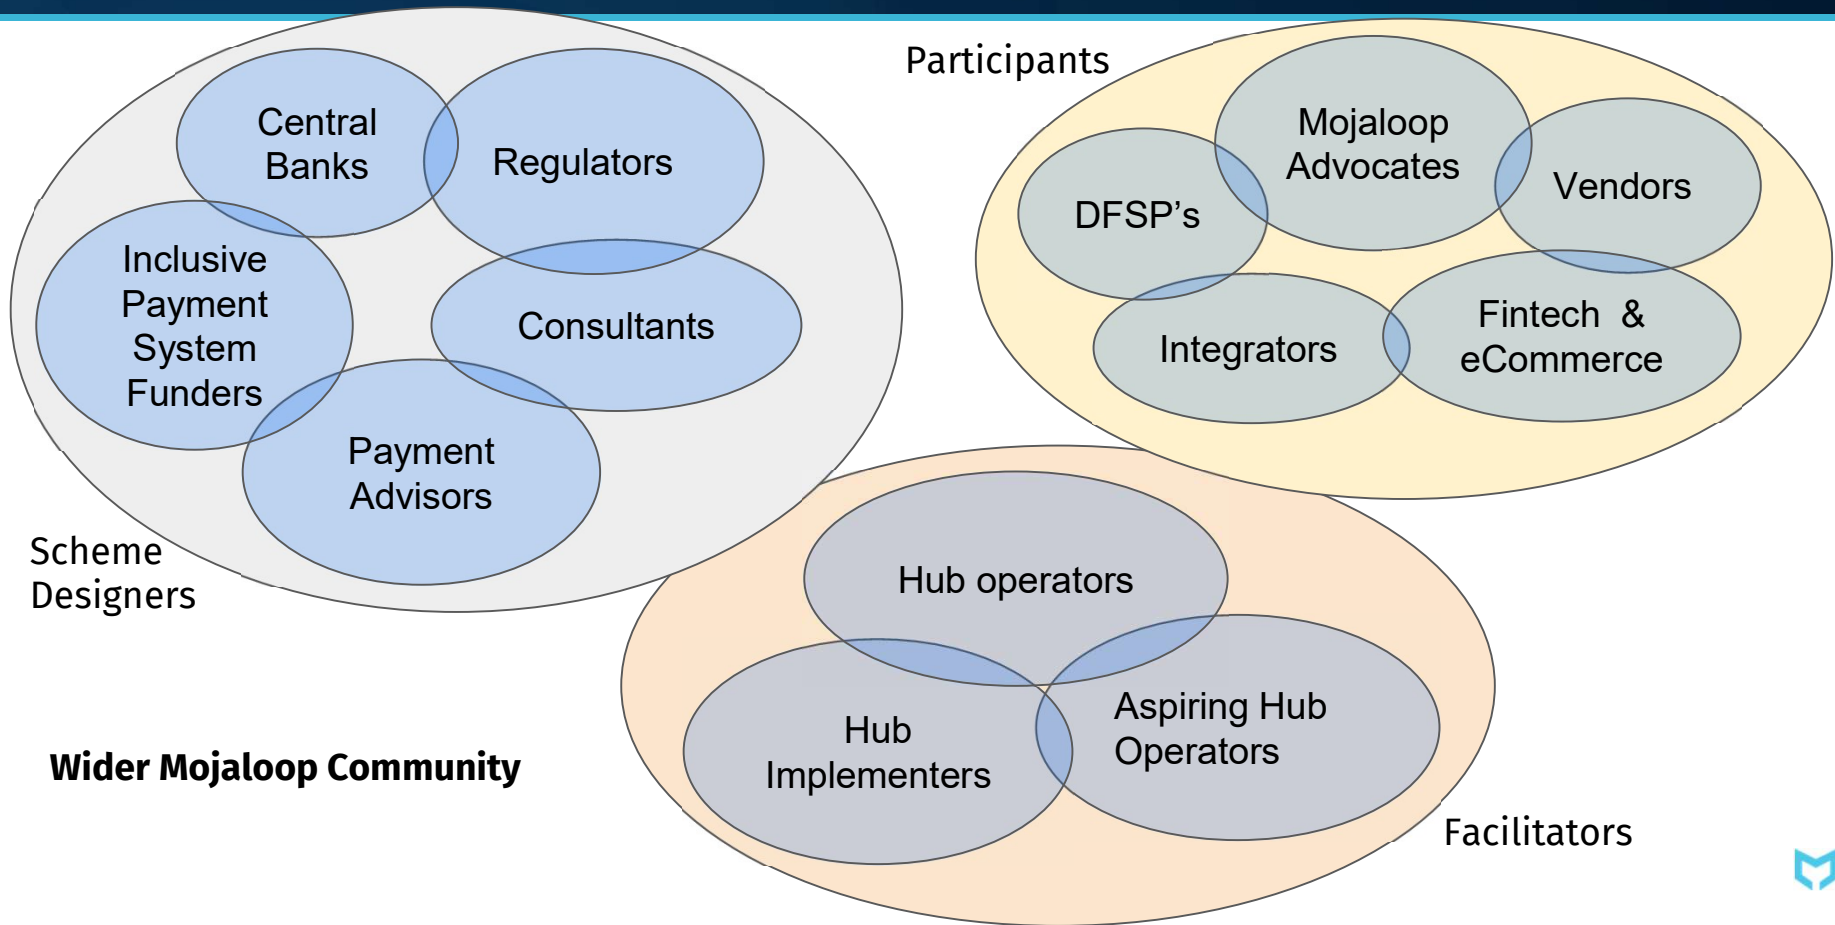 Central
Banks
Regulators
Inclusive
Payment
System
Funders
Consultants
Payment
Advisors
Scheme
Designers
Participants
Mojaloop
Advocates
DFSP’s
Vendors
Integrators
Fintech &
eCommerce
Hub operators
Hub
Implementers
Aspiring Hub
Operators
Facilitators
Wider Mojaloop Community